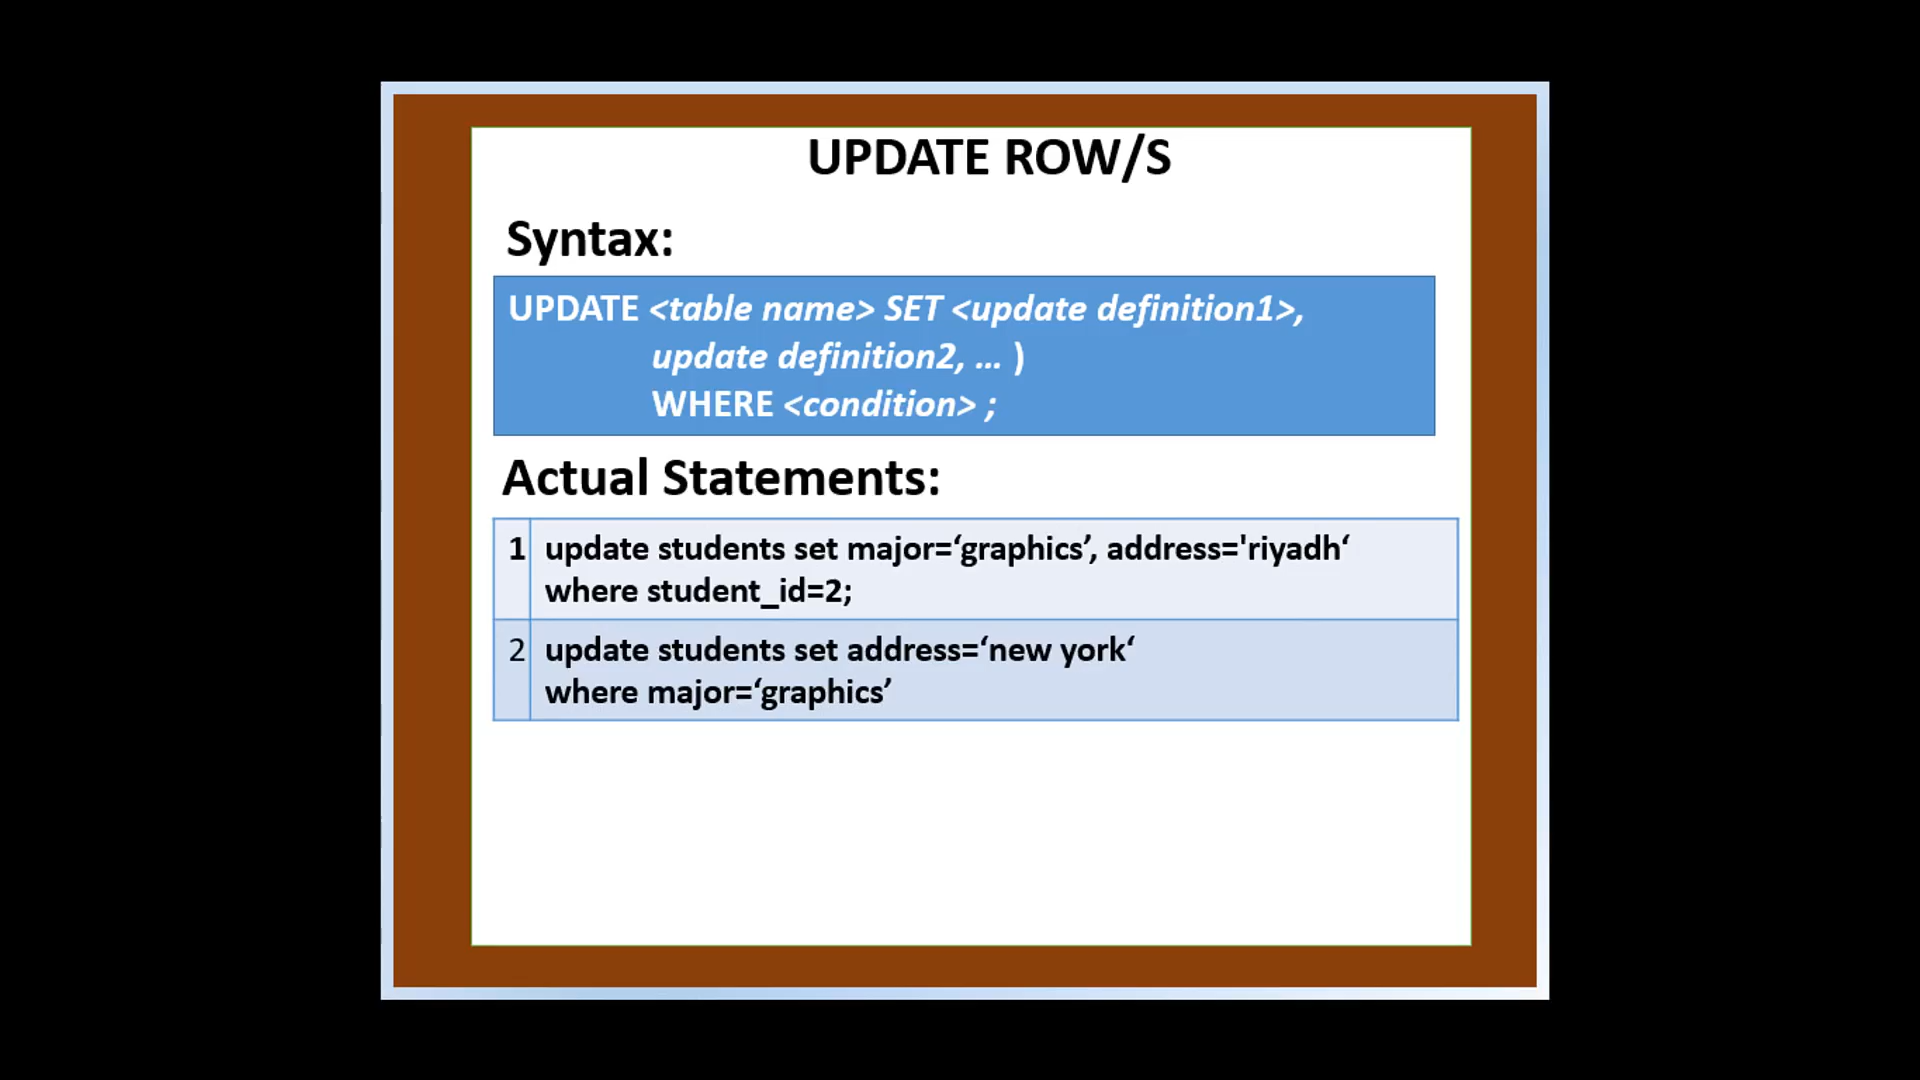 UPDATE ROW/S
Syntax:
UPDATE <table name> SET <update definition1>,
update definition2, ... )
WHERE <condition> ;
Actual Statements:
1 update students set major=‘graphics’, address='riyadh‘
where student_id=2;
2 update students set address=‘new york‘
where major=‘graphics’